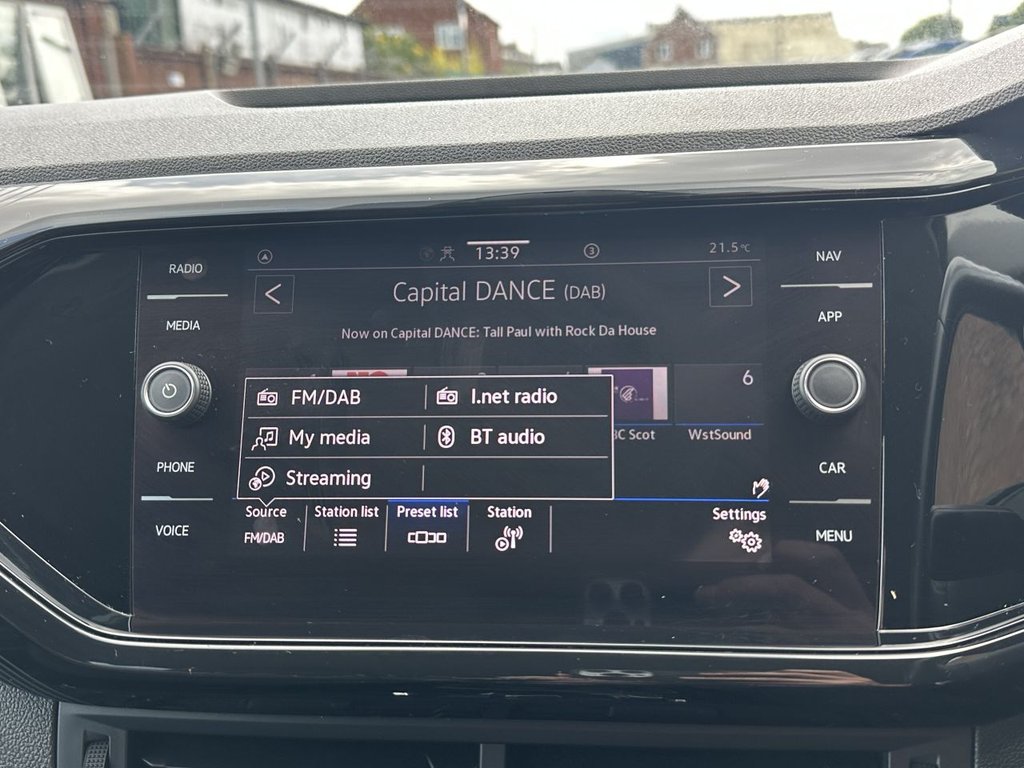 13:39
3
21.5°C
RADIO
MEDIA
PHONE
VOICE
Capital DANCE (DAB)
Now on Capital DANCE: Tall Paul with Rock Da House
6
FM/DAB I.net radio
My media BT audio
Streaming
Scot WstSound
Source Station list Preset list Station Settings
FM/DAB
NAV
APP
CAR
MENU